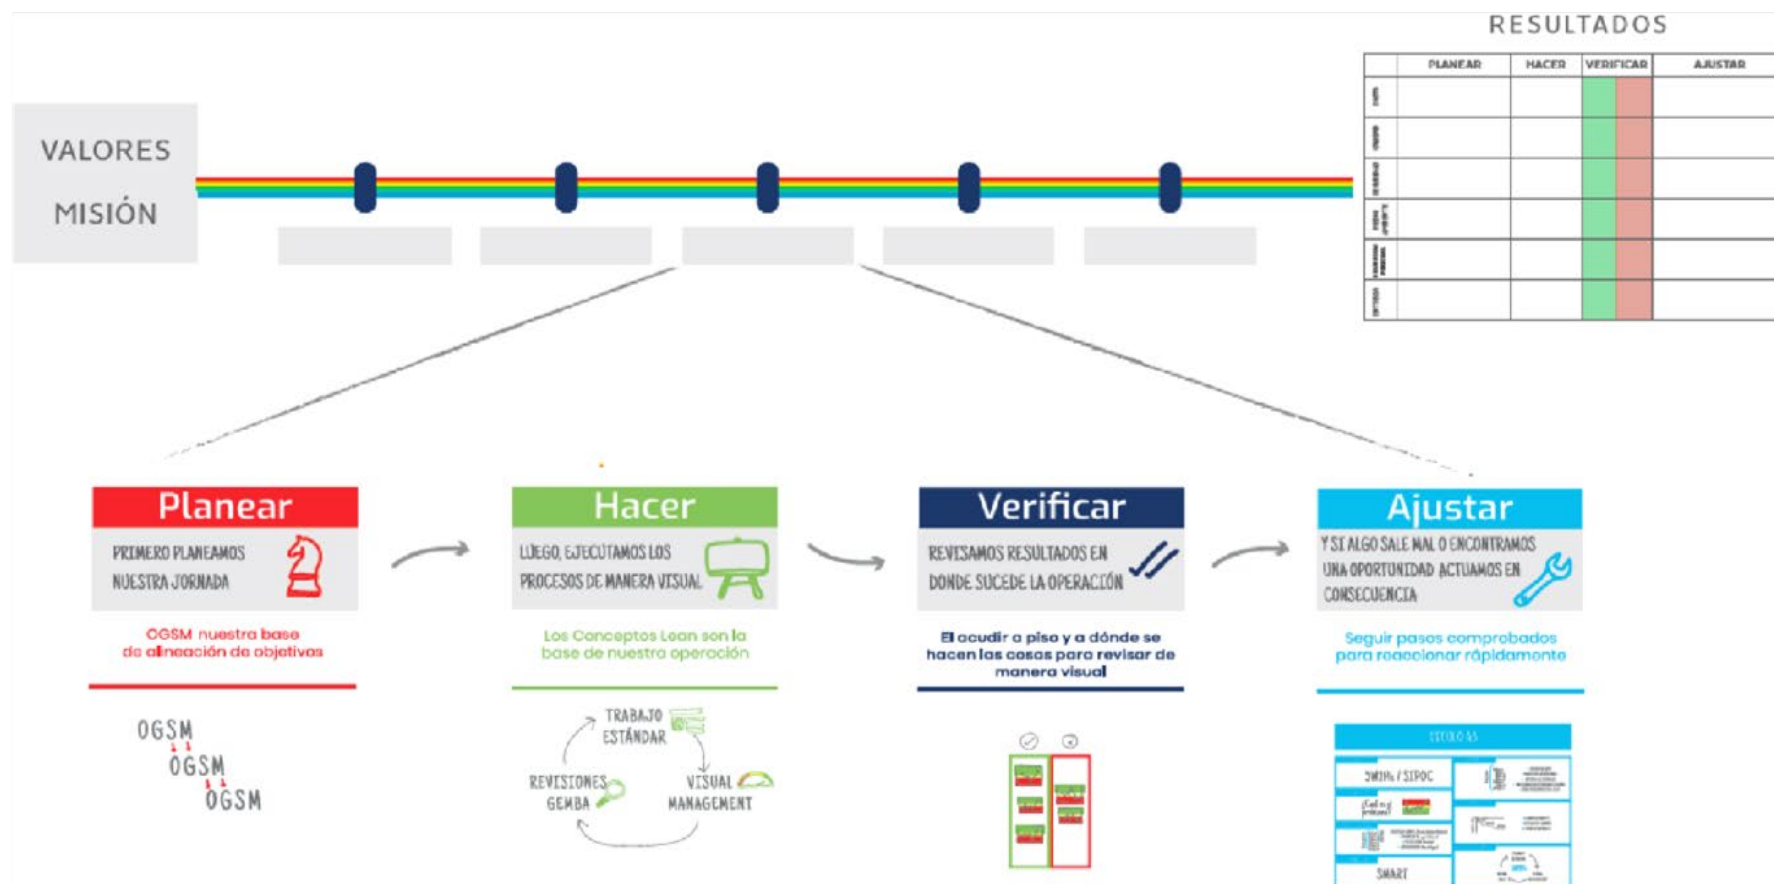 RESULTADOS
PLANEAR HACER VERIFICAR AJUSTAR
VALORES
MISIÓN
Planear
PRIMERO PLANEAMOS
NUESTRA JORNADA
OGSM nuestra base
de alineación de objetivos
OGSM
OGSM
OGSM
Hacer
LUEGO, EJECUTAMOS LOS
PROCESOS DE MANERA VISUAL
Los Conceptos Lean son la
base de nuestra operación
TRABAJO
ESTÁNDAR
REVISIONES
GEMBA
VISUAL
MANAGEMENT
Verificar
REVISAMOS RESULTADOS EN
DONDE SUCEDE LA OPERACIÓN
El acudir a piso y a dónde se
hacen las cosas para revisar de
manera visual
Ajustar
Y SI ALGO SALE MAL O ENCONTRAMOS
UNA OPORTUNIDAD ACTUAMOS EN
CONSECUENCIA
Seguir pasos comprobados
para reaccionar rápidamente
5W1Hs / SIPOC
SMART